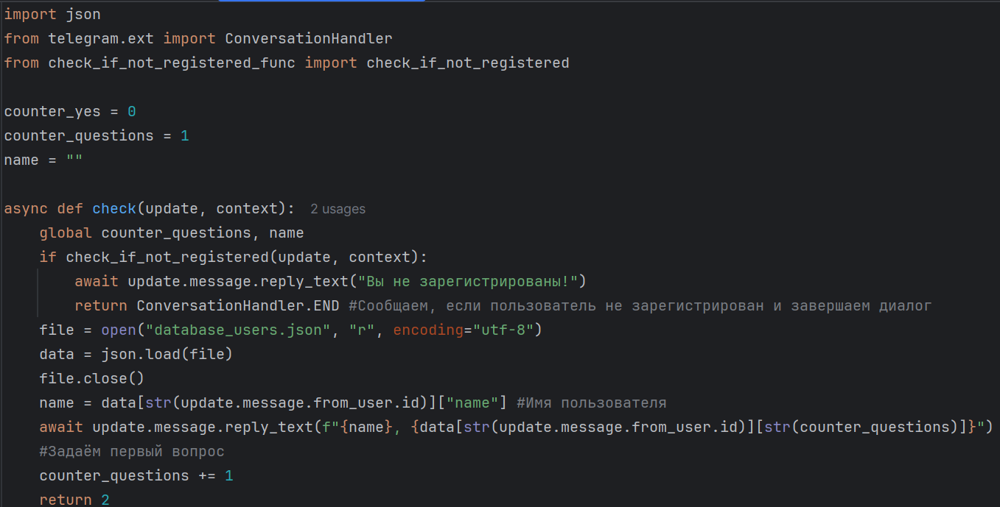 import json
from telegram.ext import ConversationHandler
from check_if_not_registered_func import check_if_not_registered

counter_yes = 0
counter_questions = 1
name = ""

async def check(update, context): 2 usages
    global counter_questions, name
    if check_if_not_registered(update, context):
        await update.message.reply_text("Вы не зарегистрированы!")
        return ConversationHandler.END #Сообщаем, если пользователь не зарегистрирован и завершаем диалог
    file = open("database_users.json", "r", encoding="utf-8")
    data = json.load(file)
    file.close()
    name = data[str(update.message.from_user.id)]["name"] #Имя пользователя
    await update.message.reply_text(f"{name}, {data[str(update.message.from_user.id)][str(counter_questions)]}")
    #Задаём первый вопрос
    counter_questions += 1
    return 2